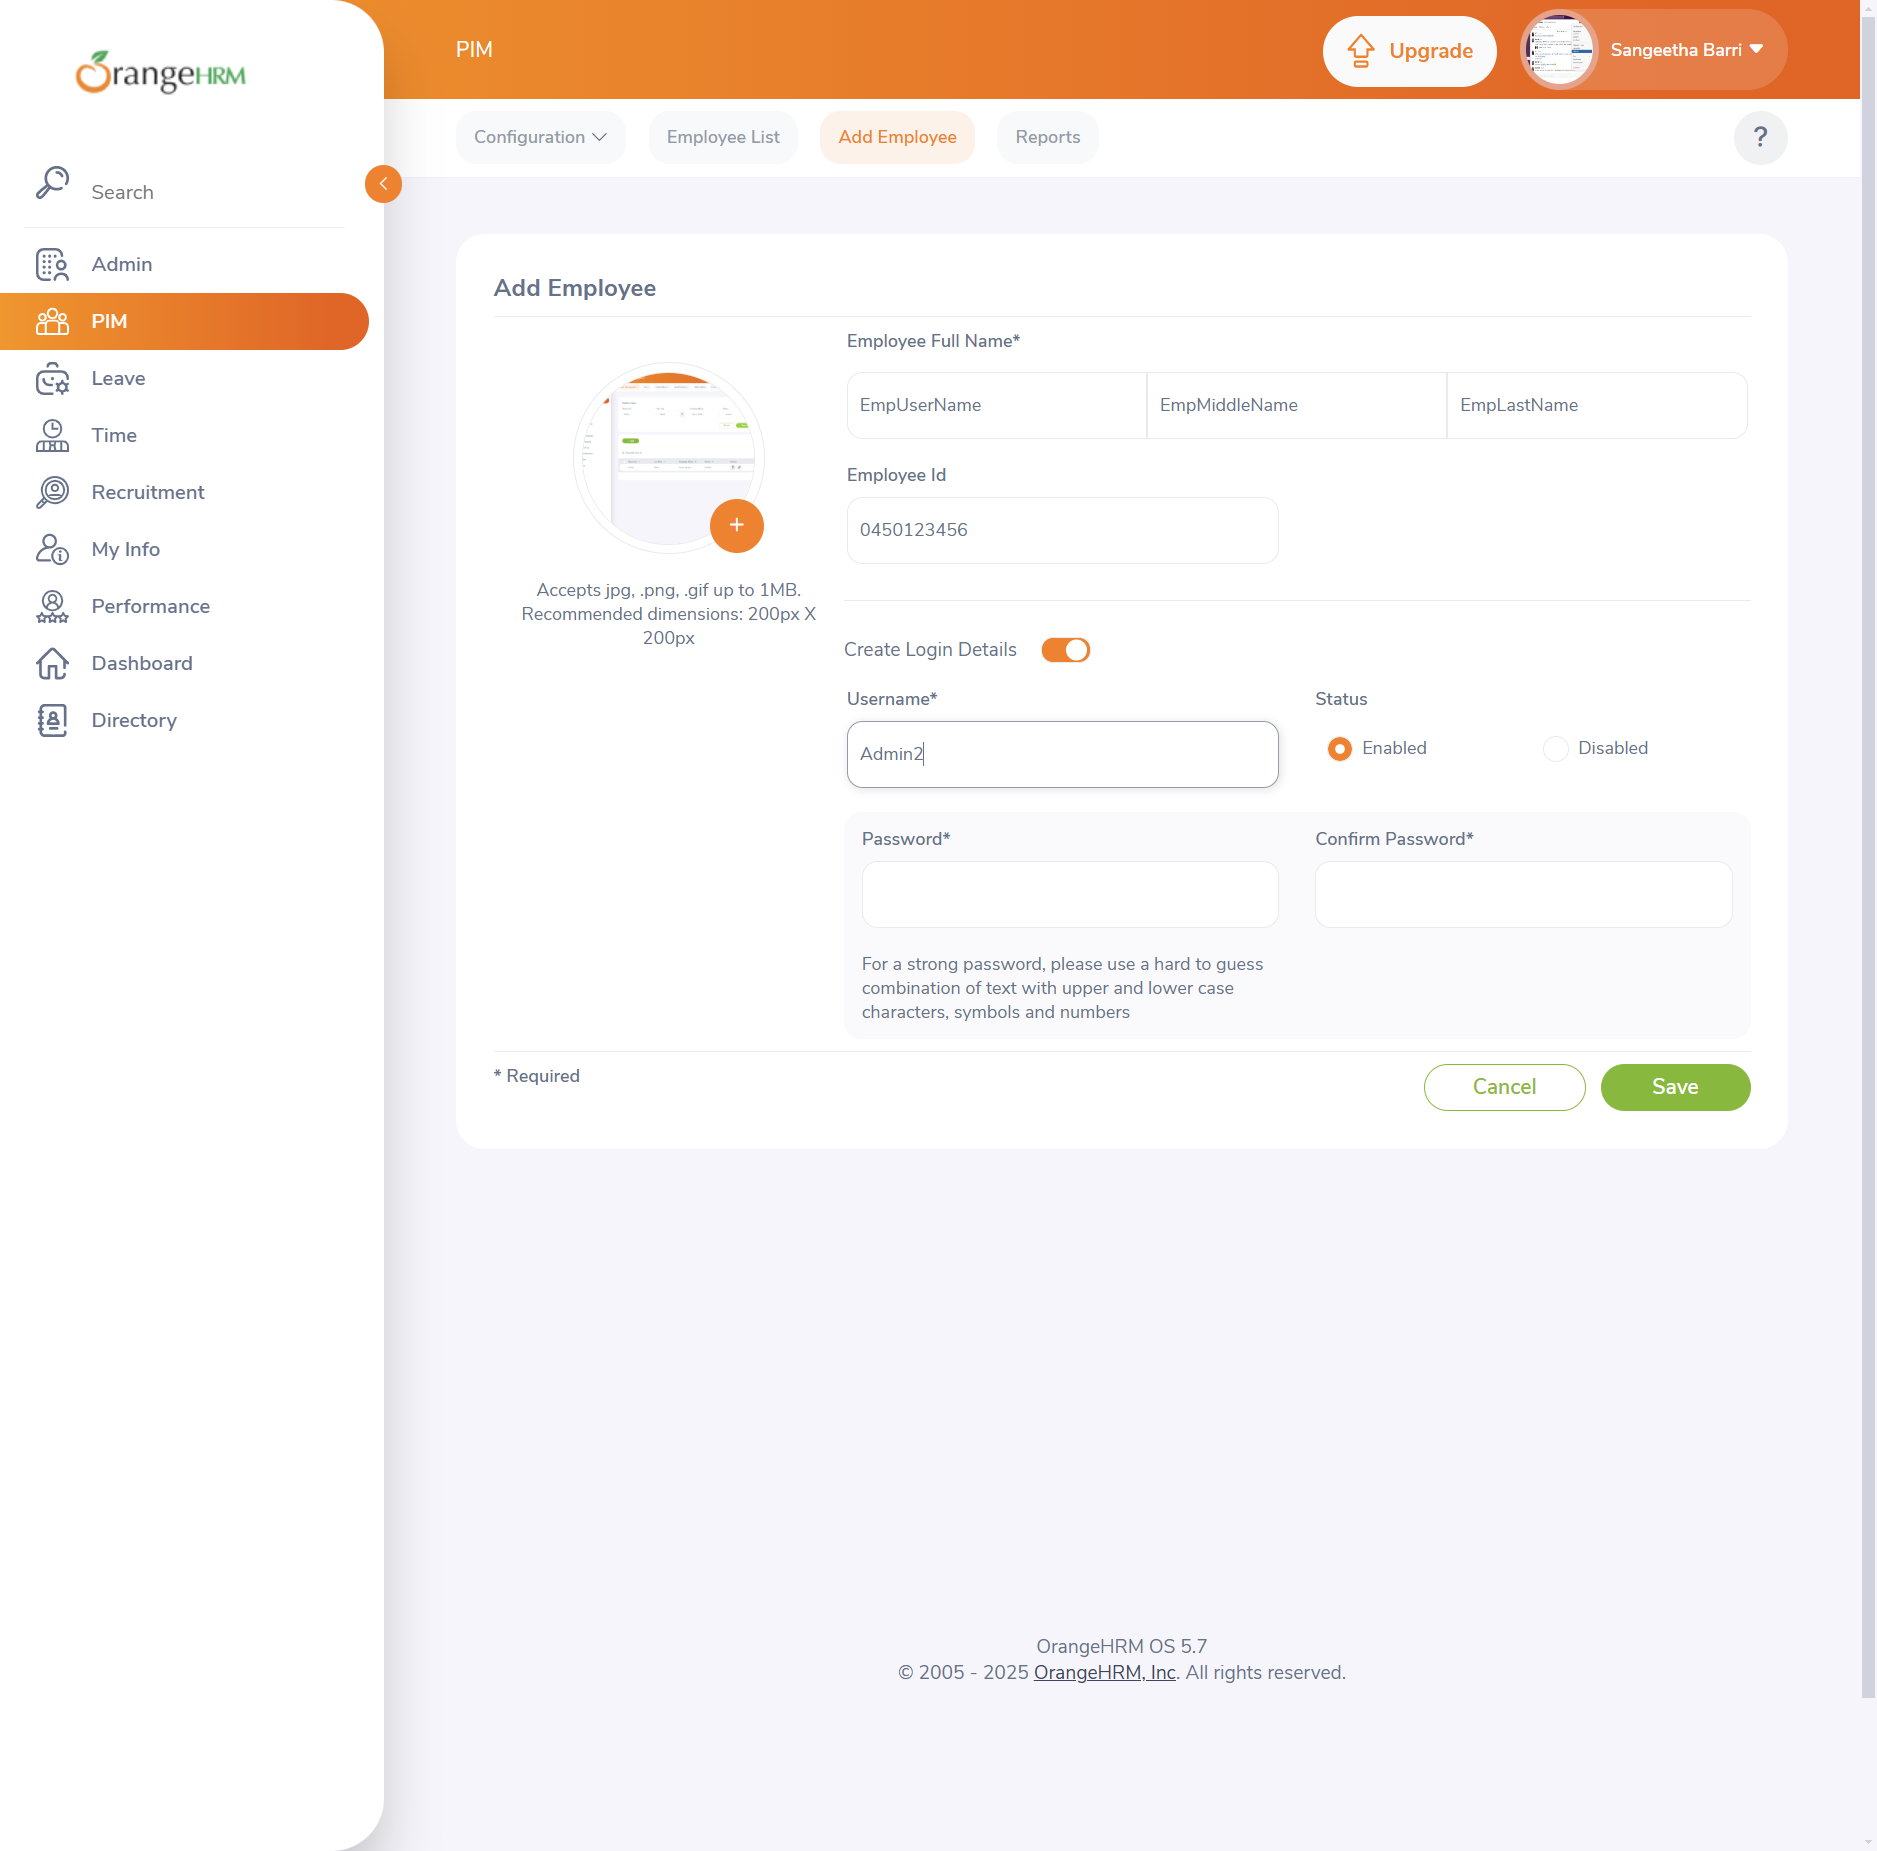 OrangeHRM
PIM
Upgrade
Sangeetha Barri
Configuration
Employee List
Add Employee
Reports
?
Search
Admin
PIM
Leave
Time
Recruitment
My Info
Performance
Dashboard
Directory
Add Employee
Accepts jpg, .png, .gif up to 1MB.
Recommended dimensions: 200px X
200px
Employee Full Name*
EmpUserName
EmpMiddleName
EmpLastName
Employee Id
0450123456
Create Login Details
Username*
Admin2
Status
Enabled
Disabled
Password*
Confirm Password*
For a strong password, please use a hard to guess
combination of text with upper and lower case
characters, symbols and numbers
* Required
Cancel
Save
OrangeHRM OS 5.7
© 2005 - 2025 OrangeHRM, Inc. All rights reserved.